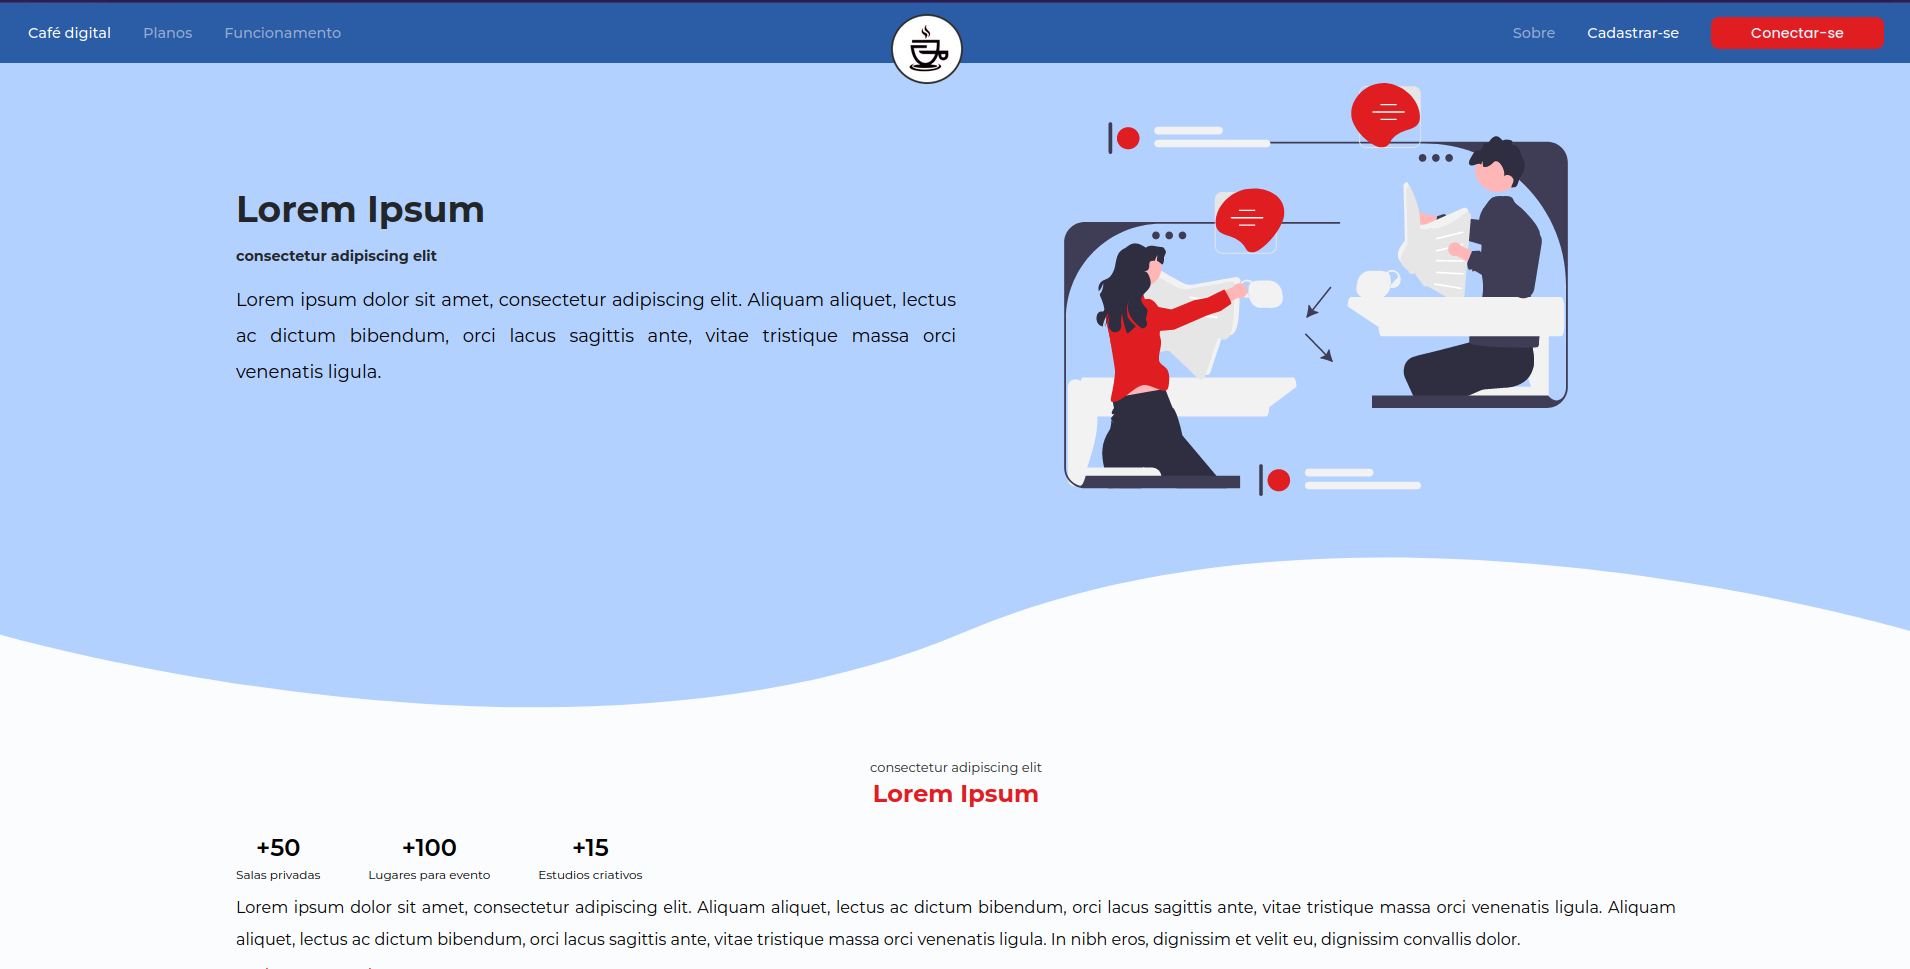 Café digital Planos Funcionamento Sobre Cadastrar-se Conectar-se
Lorem Ipsum
consectetur adipiscing elit
Lorem ipsum dolor sit amet, consectetur adipiscing elit. Aliquam aliquet, lectus
ac dictum bibendum, orci lacus sagittis ante, vitae tristique massa orci
venenatis ligula.
consectetur adipiscing elit
Lorem Ipsum
+50 +100 +15
Salas privadas Lugares para evento Estudios criativos
Lorem ipsum dolor sit amet, consectetur adipiscing elit. Aliquam aliquet, lectus ac dictum bibendum, orci lacus sagittis ante, vitae tristique massa orci venenatis ligula. Aliquam
aliquet, lectus ac dictum bibendum, orci lacus sagittis ante, vitae tristique massa orci venenatis ligula. In nibh eros, dignissim et velit eu, dignissim convallis dolor.